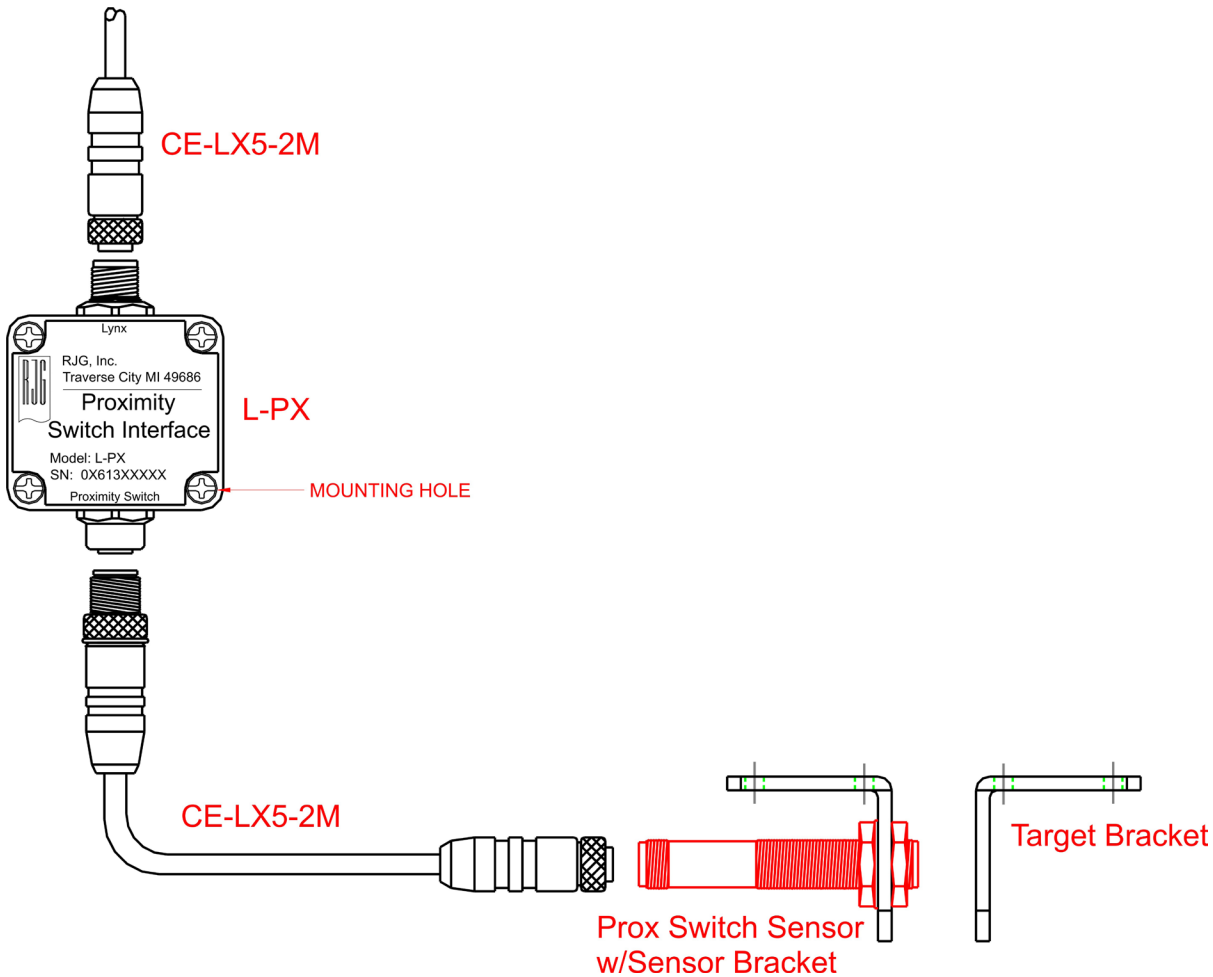 CE-LX5-2M
Lynx
RJG
RJG, Inc.
Traverse City MI 49686
Proximity
Switch Interface
L-PX
Model: L-PX
SN: 0X613XXXXX
Proximity Switch
MOUNTING HOLE
CE-LX5-2M
Target Bracket
Prox Switch Sensor
w/Sensor Bracket